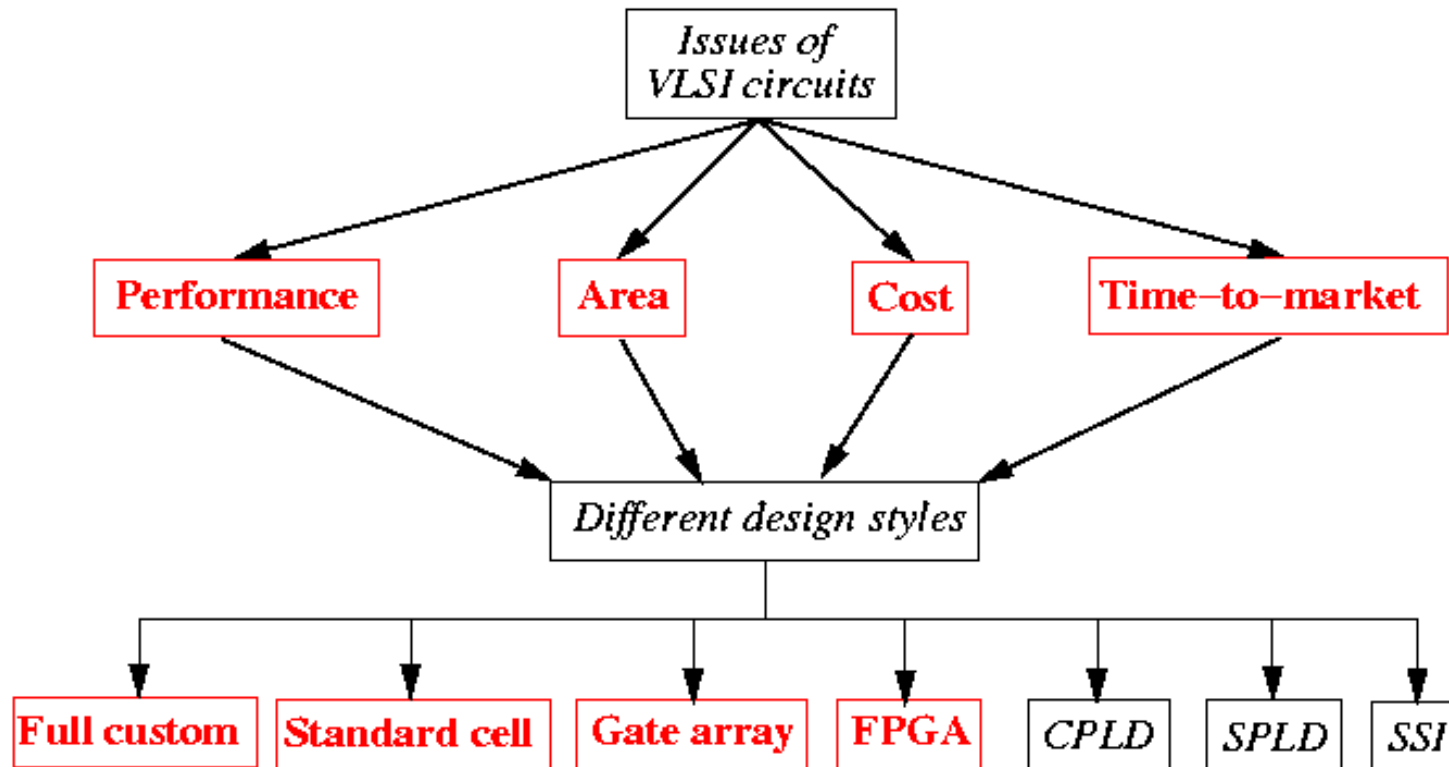 Issues of
VLSI circuits
Performance
Area
Cost
Time-to-market
Different design styles
Full custom
Standard cell
Gate array
FPGA
CPLD
SPLD
SSI